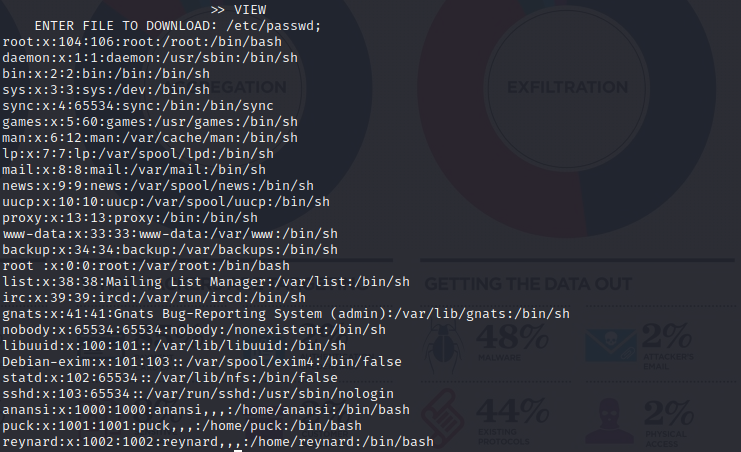 >> VIEW
ENTER FILE TO DOWNLOAD: /etc/passwd;
root:x:104:106:root:/root:/bin/bash
daemon:x:1:1:daemon:/usr/sbin:/bin/sh
bin:x:2:2:bin:/bin:/bin/sh
sys:x:3:3:sys:/dev:/bin/sh
sync:x:4:65534:sync:/bin:/bin/sync
games:x:5:60:games:/usr/games:/bin/sh
man:x:6:12:man:/var/cache/man:/bin/sh
lp:x:7:7:lp:/var/spool/lpd:/bin/sh
mail:x:8:8:mail:/var/mail:/bin/sh
news:x:9:9:news:/var/spool/news:/bin/sh
uucp:x:10:10:uucp:/var/spool/uucp:/bin/sh
proxy:x:13:13:proxy:/bin:/bin/sh
www-data:x:33:33:www-data:/var/www:/bin/sh
backup:x:34:34:backup:/var/backups:/bin/sh
root :x:0:0:root:/var/root:/bin/bash
list:x:38:38:Mailing List Manager:/var/list:/bin/sh
irc:x:39:39:ircd:/var/run/ircd:/bin/sh
gnats:x:41:41:Gnats Bug-Reporting System (admin):/var/lib/gnats:/bin/sh
nobody:x:65534:65534:nobody:/nonexistent:/bin/sh
libuuid:x:100:101::/var/lib/libuuid:/bin/sh
Debian-exim:x:101:103::/var/spool/exim4:/bin/false
statd:x:102:65534::/var/lib/nfs:/bin/false
sshd:x:103:65534::/var/run/sshd:/usr/sbin/nologin
anansi:x:1000:1000:anansi,,,:/home/anansi:/bin/bash
puck:x:1001:1001:puck,,,:/home/puck:/bin/bash
reynard:x:1002:1002:reynard,,,:/home/reynard:/bin/bash
EXFILTRATION
GETTING THE DATA OUT
48%
MALWARE
2%
ATTACKER'S
EMAIL
44%
EXISTING
PROTOCOLS
2%
PHYSICAL
ACCESS